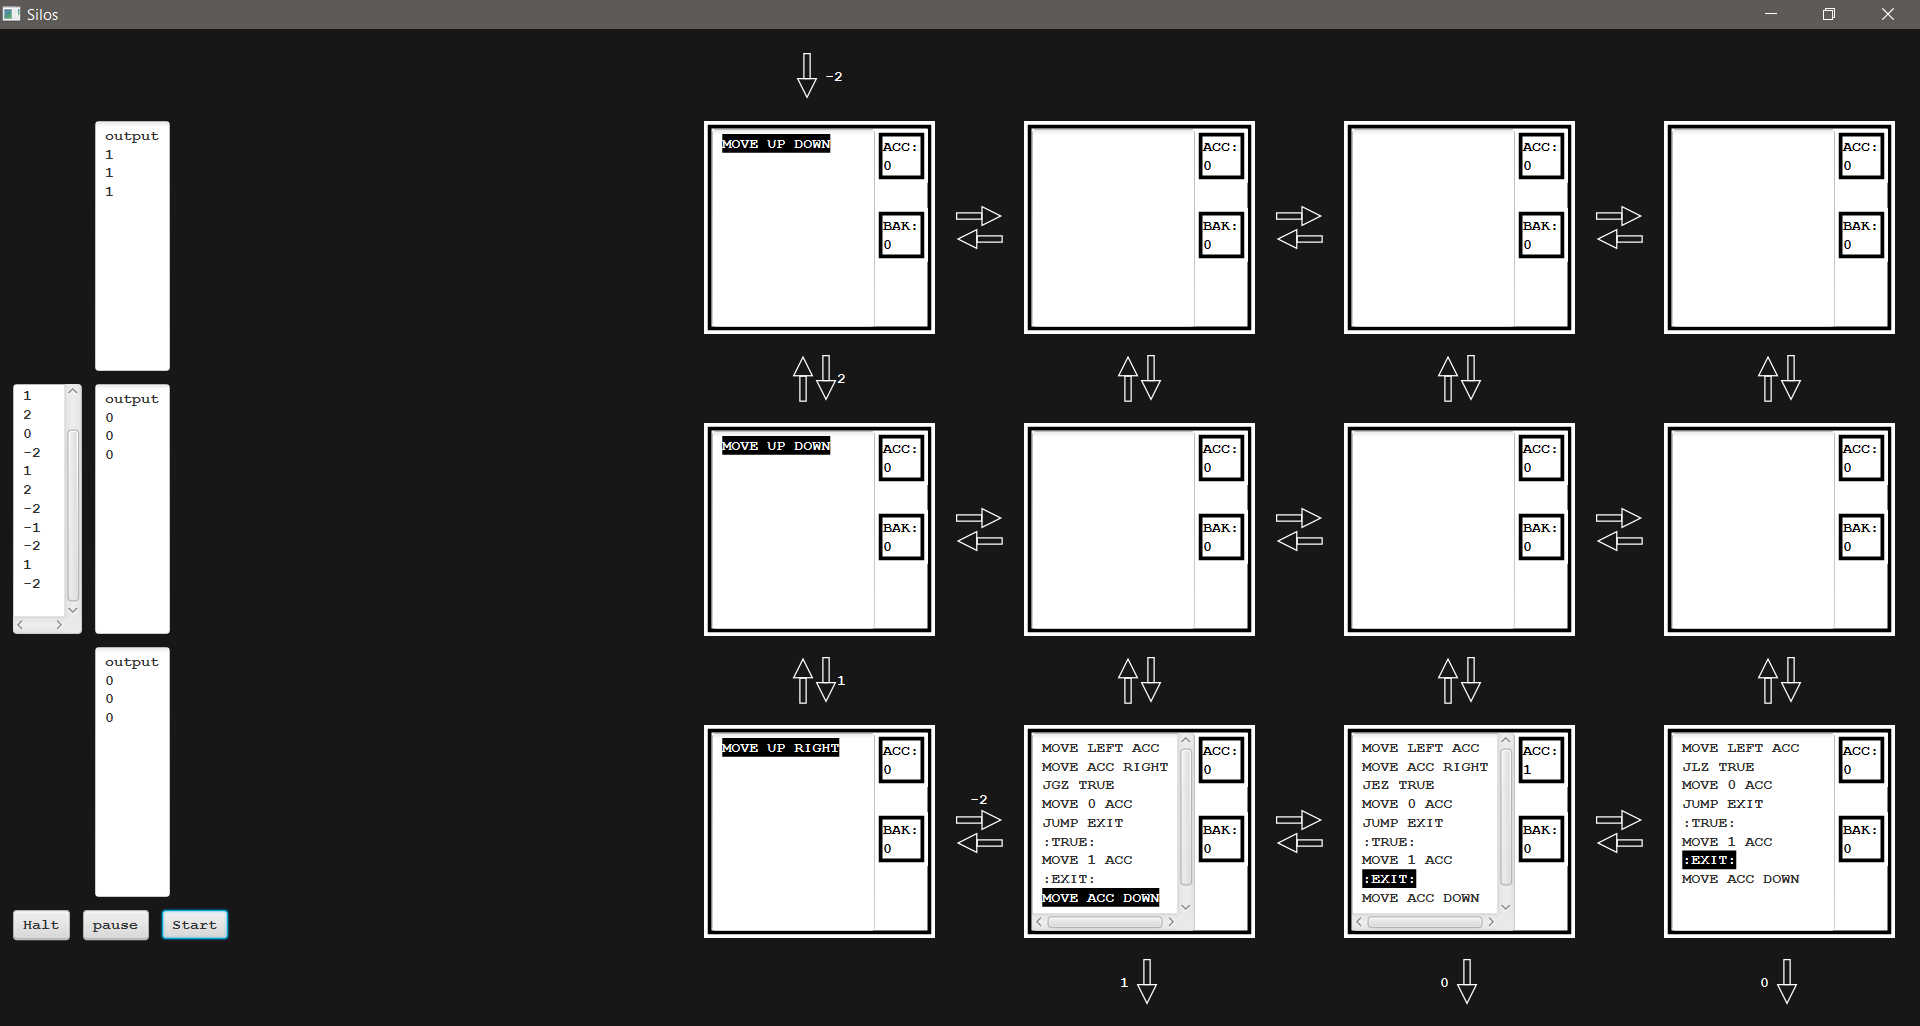 Silos
-2
output
1
1
1
MOVE UP DOWN
ACC:
0
BAK:
0
ACC:
0
BAK:
0
ACC:
0
BAK:
0
ACC:
0
BAK:
0
2
1
2
0
-2
1
2
-2
-1
-2
1
-2
output
0
0
0
MOVE UP DOWN
ACC:
0
BAK:
0
ACC:
0
BAK:
0
ACC:
0
BAK:
0
ACC:
0
BAK:
0
1
output
0
0
0
MOVE UP RIGHT
ACC:
0
BAK:
0
-2
MOVE LEFT ACC
MOVE ACC RIGHT
JGZ TRUE
MOVE 0 ACC
JUMP EXIT
:TRUE:
MOVE 1 ACC
:EXIT:
MOVE ACC DOWN
ACC:
0
BAK:
0
MOVE LEFT ACC
MOVE ACC RIGHT
JEZ TRUE
MOVE 0 ACC
JUMP EXIT
:TRUE:
MOVE 1 ACC
:EXIT:
MOVE ACC DOWN
ACC:
1
BAK:
0
MOVE LEFT ACC
JLZ TRUE
MOVE 0 ACC
JUMP EXIT
:TRUE:
MOVE 1 ACC
:EXIT:
MOVE ACC DOWN
ACC:
0
BAK:
0
Halt
pause
Start
1
0
0